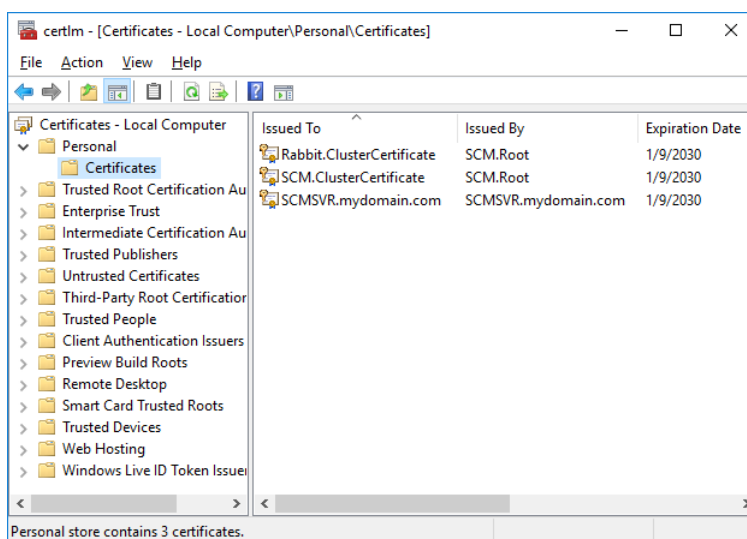 certlm - [Certificates - Local Computer\Personal\Certificates]
File Action View Help
Certificates - Local Computer
Personal
Certificates
Trusted Root Certification Au
Enterprise Trust
Intermediate Certification Au
Trusted Publishers
Untrusted Certificates
Third-Party Root Certification
Trusted People
Client Authentication Issuers
Preview Build Roots
Remote Desktop
Smart Card Trusted Roots
Trusted Devices
Web Hosting
Windows Live ID Token Issuer
Issued To Issued By Expiration Date
Rabbit.ClusterCertificate SCM.Root 1/9/2030
SCM.ClusterCertificate SCM.Root 1/9/2030
SCMSVR.mydomain.com SCMSVR.mydomain.com 1/9/2030
Personal store contains 3 certificates.